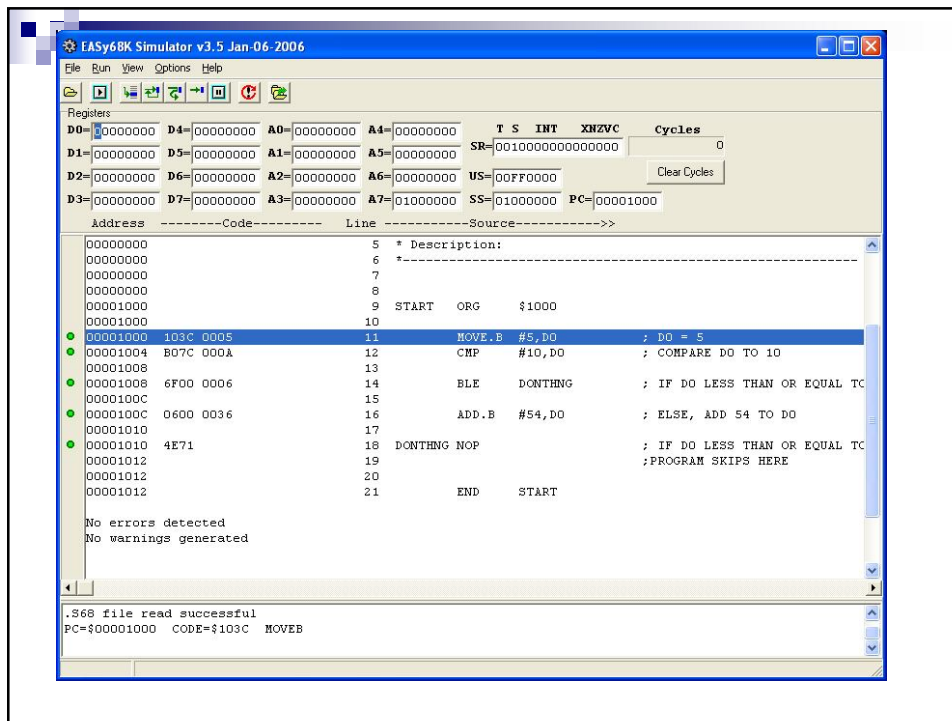 EASy68K Simulator v3.5 Jan-06-2006
File Run View Options Help
Registers
D0=00000000 D4=00000000 A0=00000000 A4=00000000 T S INT XNZVC Cycles
D1=00000000 D5=00000000 A1=00000000 A5=00000000 SR=0010000000000000 0
D2=00000000 D6=00000000 A2=00000000 A6=00000000 US=00FF0000 Clear Cycles
D3=00000000 D7=00000000 A3=00000000 A7=01000000 SS=01000000 PC=00001000
Address --------Code--------- Line -----------Source------------>>
00000000 5 * Description:
00000000 6 *-----------------------------------------------------------
00000000 7
00000000 8
00001000 9 START ORG $1000
00001000 10
00001000 103C 0005 11 MOVE.B #5,D0 ; D0 = 5
00001004 B07C 000A 12 CMP #10,D0 ; COMPARE D0 TO 10
00001008 13
00001008 6F00 0006 14 BLE DONTHNG ; IF D0 LESS THAN OR EQUAL TO
0000100C 15
0000100C 0600 0036 16 ADD.B #54,D0 ; ELSE, ADD 54 TO D0
00001010 17
00001010 4E71 18 DONTHNG NOP ; IF D0 LESS THAN OR EQUAL TO
00001012 19 ;PROGRAM SKIPS HERE
00001012 20
00001012 21 END START
No errors detected
No warnings generated
.S68 file read successful
PC=$00001000 CODE=$103C MOVEB